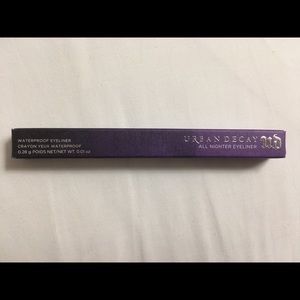 WATERPROOF EYELINER
CRAYON YEUX WATERPROOF
0.28 g POIDS NET/NET WT. 0.01 oz
URBAN DECAY
ALL NIGHTER EYELINER
UD